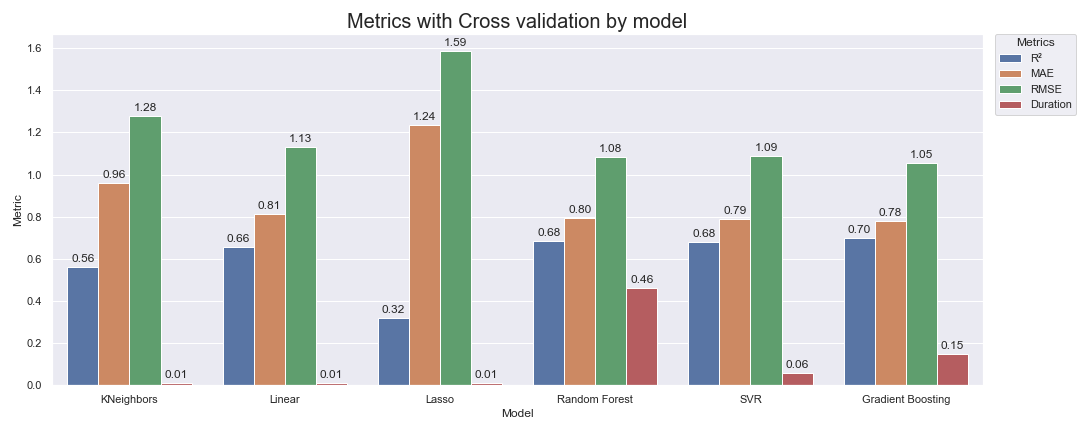 Metrics with Cross validation by model
Metrics
R²
MAE
RMSE
Duration
Metric
1.6
1.4
1.2
1.0
0.8
0.6
0.4
0.2
0.0
0.56
0.96
1.28
0.01
0.66
0.81
1.13
0.01
0.32
1.24
1.59
0.01
0.68
0.80
1.08
0.46
0.68
0.79
1.09
0.06
0.70
0.78
1.05
0.15
KNeighbors
Linear
Lasso
Random Forest
SVR
Gradient Boosting
Model